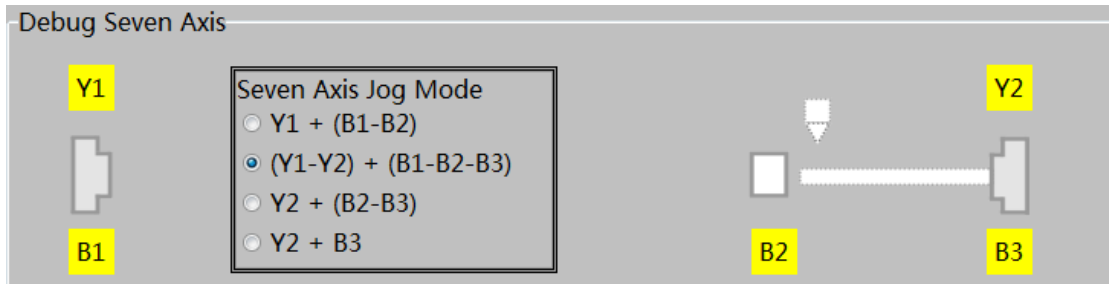 Debug Seven Axis
Y1
Seven Axis Jog Mode
Y1 + (B1-B2)
(Y1-Y2) + (B1-B2-B3)
Y2 + (B2-B3)
Y2 + B3
Y2
B1
B2
B3